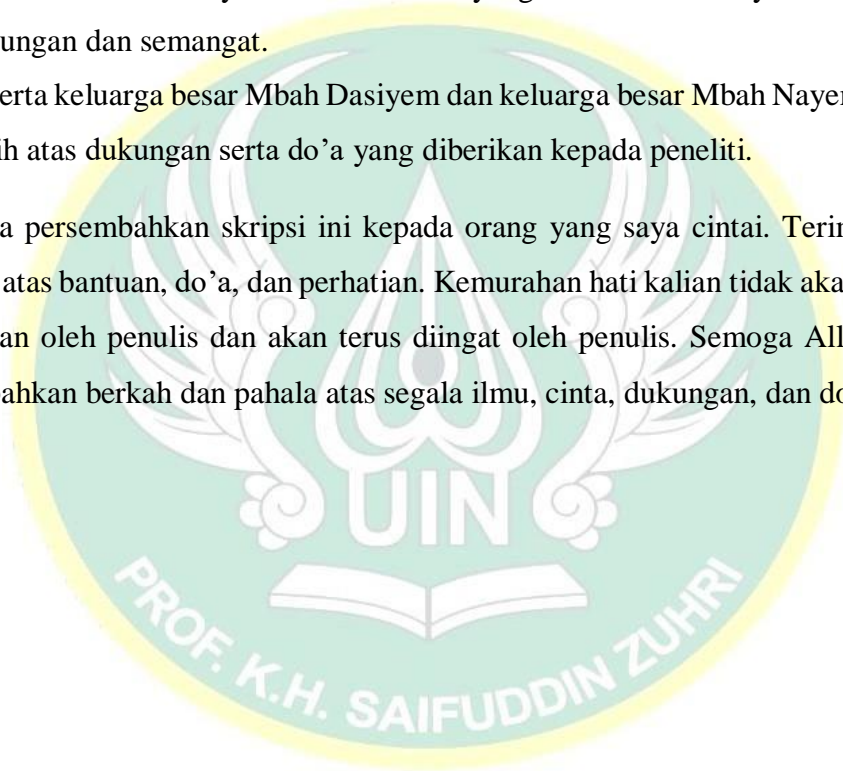 ungan dan semangat.
erta keluarga besar Mbah Dasiyem dan keluarga besar Mbah Nayer
ih atas dukungan serta do’a yang diberikan kepada peneliti.
a persembahkan skripsi ini kepada orang yang saya cintai. Terir
atas bantuan, do’a, dan perhatian. Kemurahan hati kalian tidak aka
an oleh penulis dan akan terus diingat oleh penulis. Semoga All
ahkan berkah dan pahala atas segala ilmu, cinta, dukungan, dan do
UIN
PROF. K.H. SAIFUDDIN ZUHRI